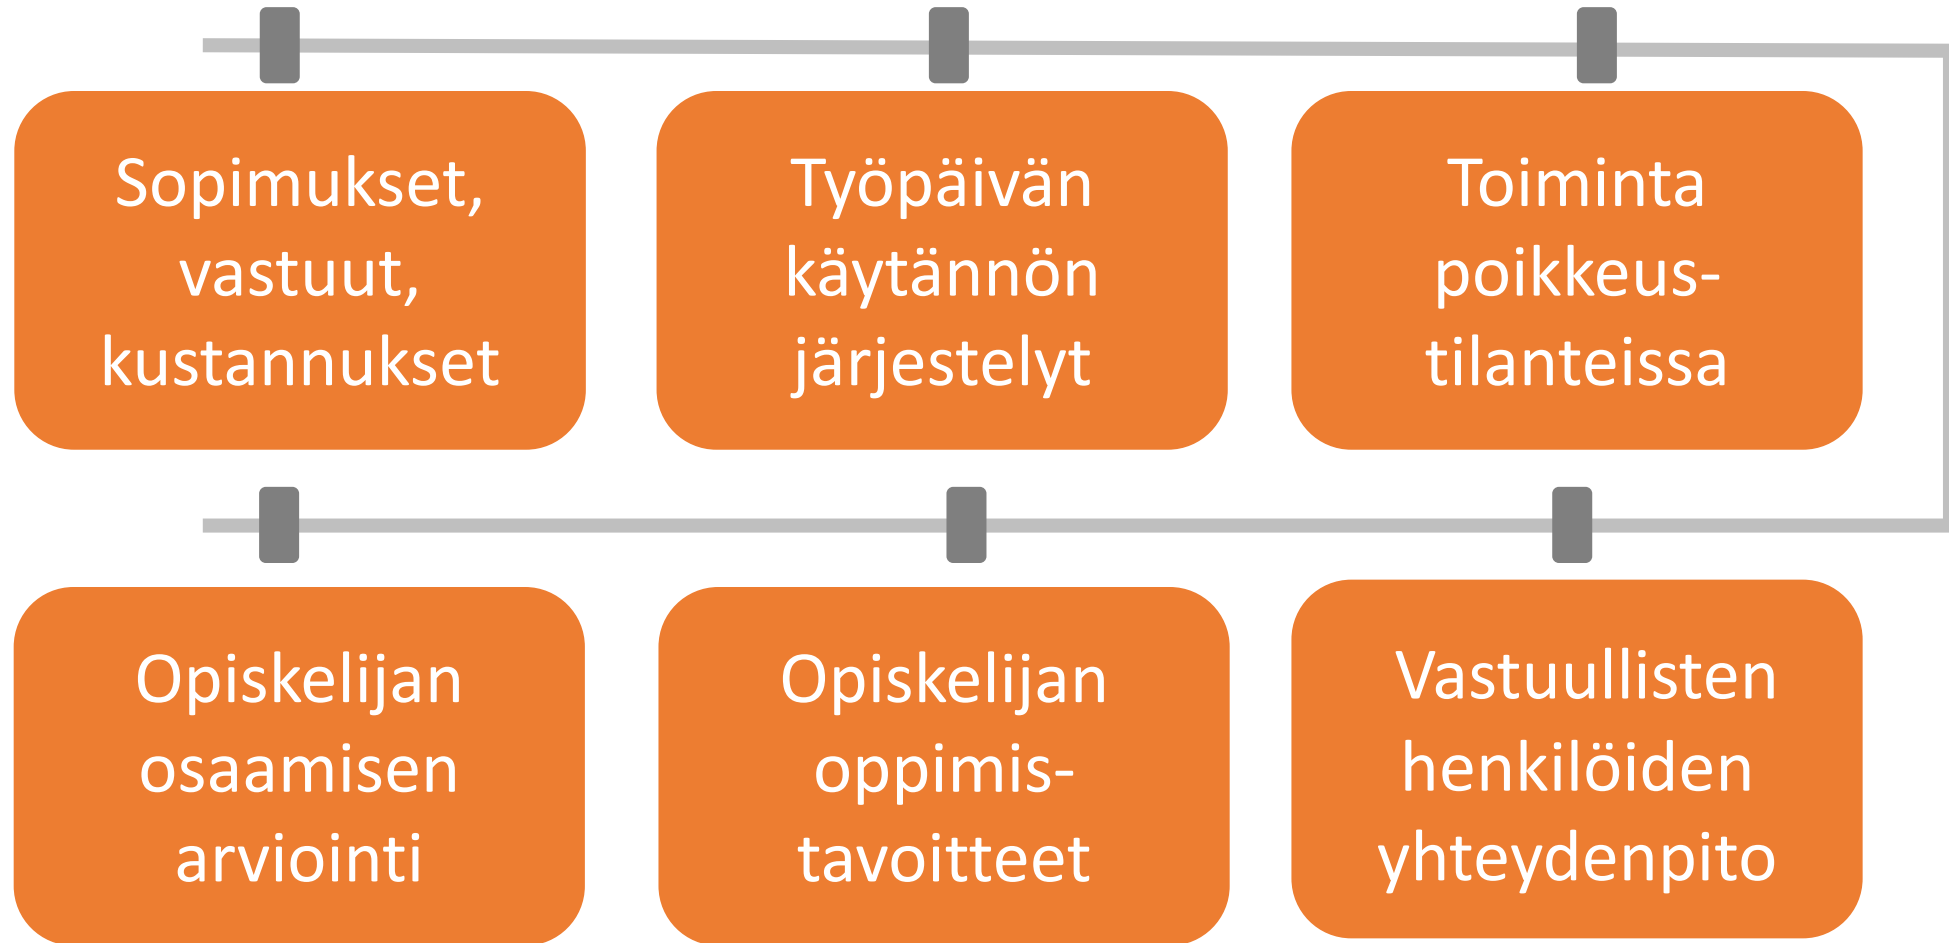 Sopimukset,
vastuut,
kustannukset
Työpäivän
käytännön
järjestelyt
Toiminta
poikkeus-
tilanteissa
Opiskelijan
osaamisen
arviointi
Opiskelijan
oppimis-
tavoitteet
Vastuullisten
henkilöiden
yhteydenpito